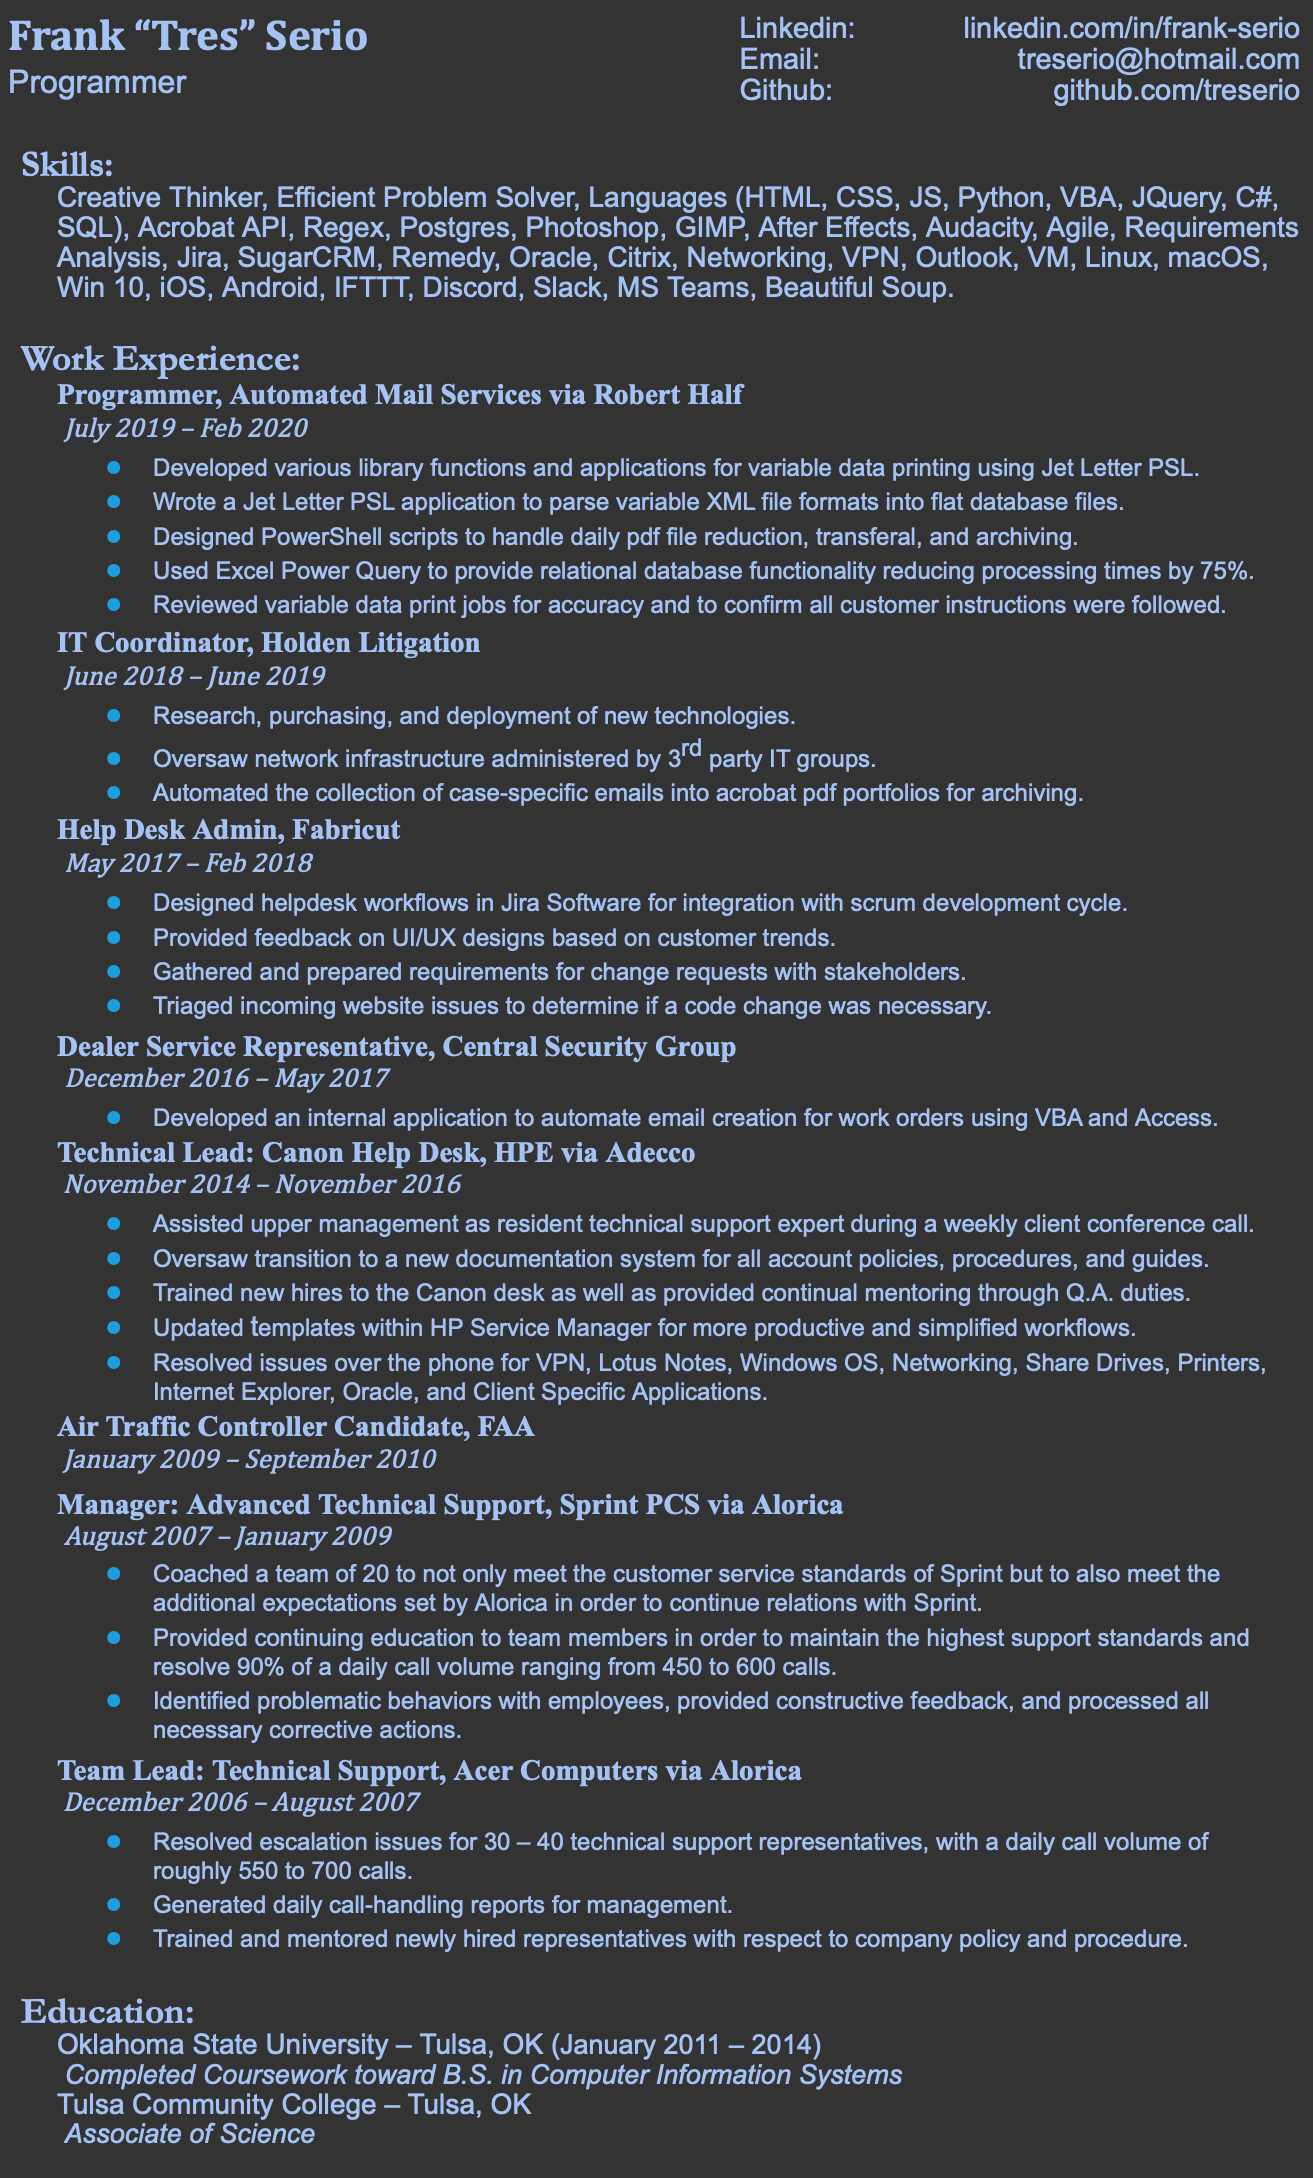 Frank “Tres” Serio
Programmer
Linkedin: linkedin.com/in/frank-serio
Email: treserio@hotmail.com
Github: github.com/treserio
Skills:
Creative Thinker, Efficient Problem Solver, Languages (HTML, CSS, JS, Python, VBA, JQuery, C#,
SQL), Acrobat API, Regex, Postgres, Photoshop, GIMP, After Effects, Audacity, Agile, Requirements
Analysis, Jira, SugarCRM, Remedy, Oracle, Citrix, Networking, VPN, Outlook, VM, Linux, macOS,
Win 10, iOS, Android, IFTTT, Discord, Slack, MS Teams, Beautiful Soup.
Work Experience:
Programmer, Automated Mail Services via Robert Half
July 2019 – Feb 2020
● Developed various library functions and applications for variable data printing using Jet Letter PSL.
● Wrote a Jet Letter PSL application to parse variable XML file formats into flat database files.
● Designed PowerShell scripts to handle daily pdf file reduction, transferal, and archiving.
● Used Excel Power Query to provide relational database functionality reducing processing times by 75%.
● Reviewed variable data print jobs for accuracy and to confirm all customer instructions were followed.
IT Coordinator, Holden Litigation
June 2018 – June 2019
● Research, purchasing, and deployment of new technologies.
● Oversaw network infrastructure administered by 3rd party IT groups.
● Automated the collection of case-specific emails into acrobat pdf portfolios for archiving.
Help Desk Admin, Fabricut
May 2017 – Feb 2018
● Designed helpdesk workflows in Jira Software for integration with scrum development cycle.
● Provided feedback on UI/UX designs based on customer trends.
● Gathered and prepared requirements for change requests with stakeholders.
● Triaged incoming website issues to determine if a code change was necessary.
Dealer Service Representative, Central Security Group
December 2016 – May 2017
● Developed an internal application to automate email creation for work orders using VBA and Access.
Technical Lead: Canon Help Desk, HPE via Adecco
November 2014 – November 2016
● Assisted upper management as resident technical support expert during a weekly client conference call.
● Oversaw transition to a new documentation system for all account policies, procedures, and guides.
● Trained new hires to the Canon desk as well as provided continual mentoring through Q.A. duties.
● Updated templates within HP Service Manager for more productive and simplified workflows.
● Resolved issues over the phone for VPN, Lotus Notes, Windows OS, Networking, Share Drives, Printers,
Internet Explorer, Oracle, and Client Specific Applications.
Air Traffic Controller Candidate, FAA
January 2009 – September 2010
Manager: Advanced Technical Support, Sprint PCS via Alorica
August 2007 – January 2009
● Coached a team of 20 to not only meet the customer service standards of Sprint but to also meet the
additional expectations set by Alorica in order to continue relations with Sprint.
● Provided continuing education to team members in order to maintain the highest support standards and
resolve 90% of a daily call volume ranging from 450 to 600 calls.
● Identified problematic behaviors with employees, provided constructive feedback, and processed all
necessary corrective actions.
Team Lead: Technical Support, Acer Computers via Alorica
December 2006 – August 2007
● Resolved escalation issues for 30 – 40 technical support representatives, with a daily call volume of
roughly 550 to 700 calls.
● Generated daily call-handling reports for management.
● Trained and mentored newly hired representatives with respect to company policy and procedure.
Education:
Oklahoma State University – Tulsa, OK (January 2011 – 2014)
Completed Coursework toward B.S. in Computer Information Systems
Tulsa Community College – Tulsa, OK
Associate of Science